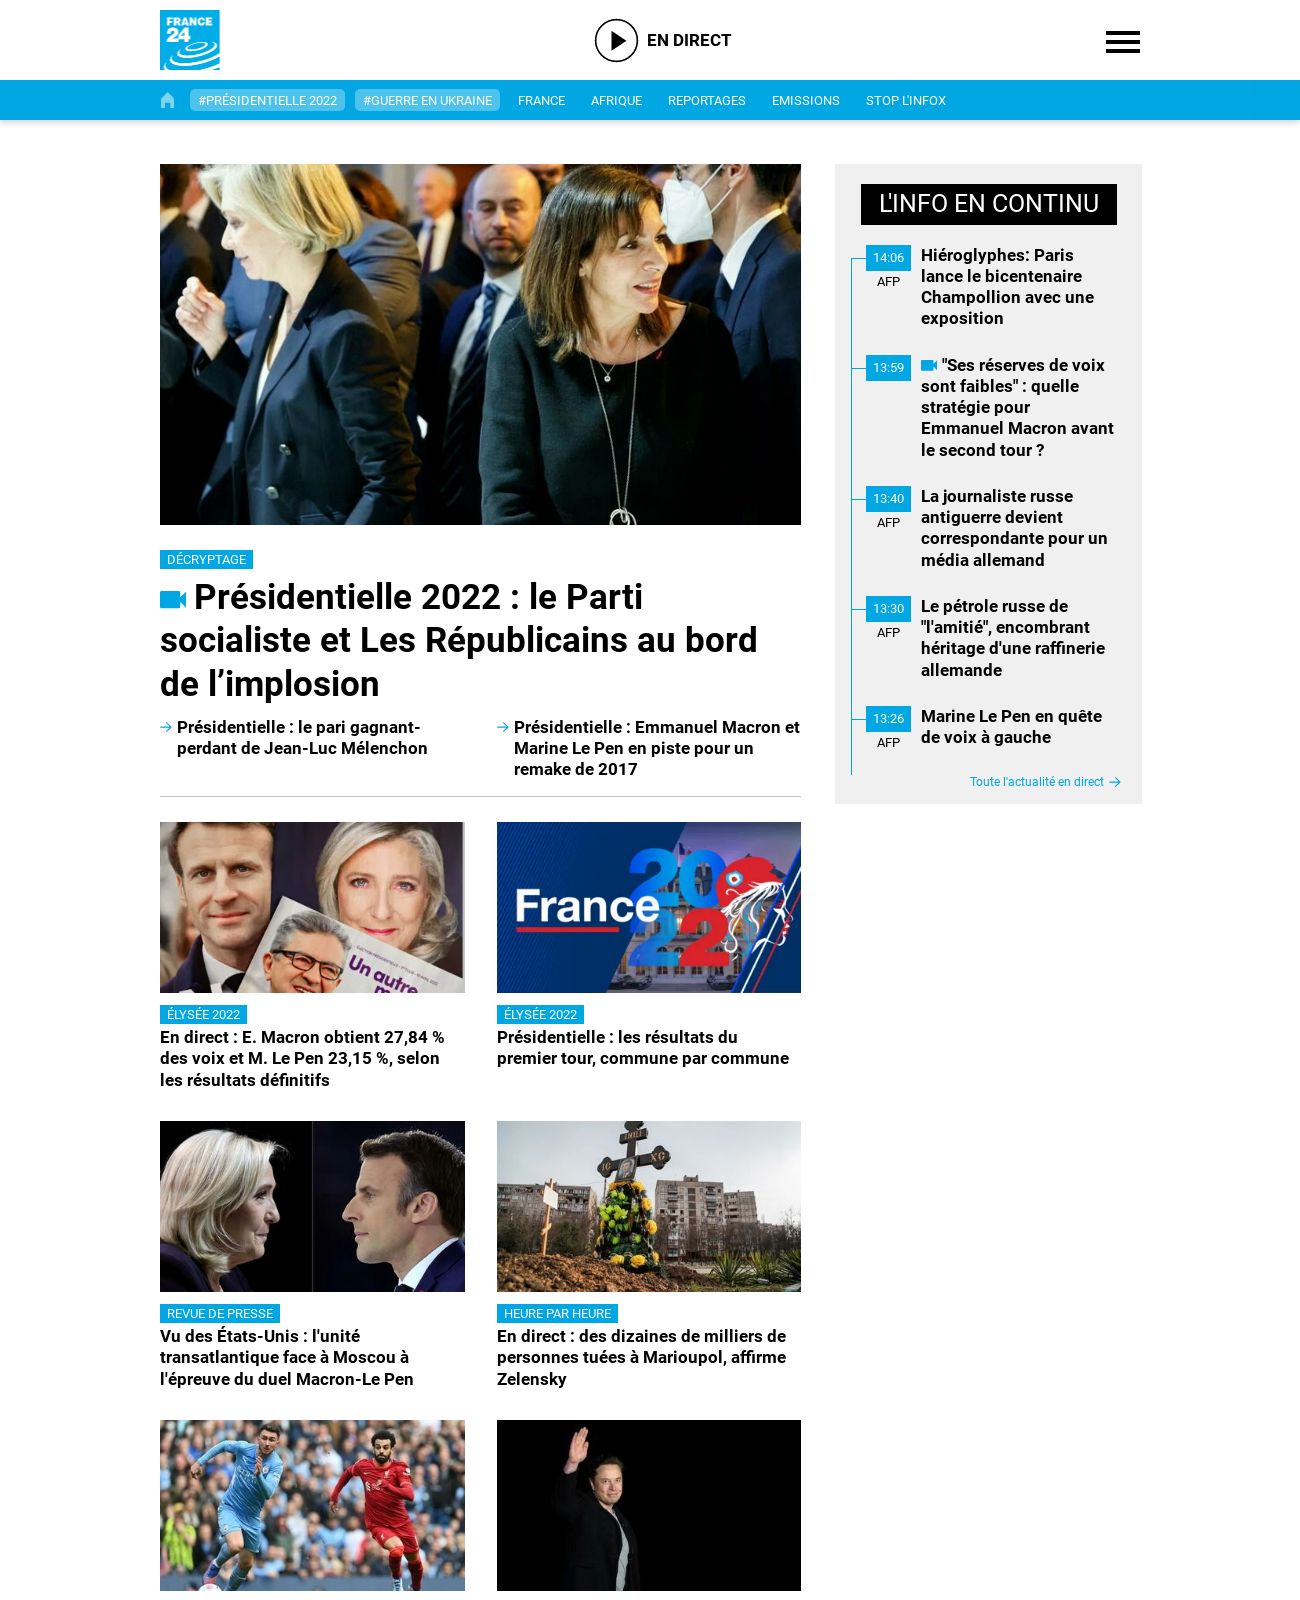 FRANCE
24
EN DIRECT
#PRÉSIDENTIELLE 2022
#GUERRE EN UKRAINE
FRANCE
AFRIQUE
REPORTAGES
EMISSIONS
STOP L'INFOX
DÉCRYPTAGE
Présidentielle 2022 : le Parti
socialiste et Les Républicains au bord
de l’implosion
Présidentielle : le pari gagnant-
perdant de Jean-Luc Mélenchon
Présidentielle : Emmanuel Macron et
Marine Le Pen en piste pour un
remake de 2017
L'INFO EN CONTINU
14:06
AFP
Hiéroglyphes: Paris
lance le bicentenaire
Champollion avec une
exposition
13:59
"Ses réserves de voix
sont faibles" : quelle
stratégie pour
Emmanuel Macron avant
le second tour ?
13:40
AFP
La journaliste russe
antiguerre devient
correspondante pour un
média allemand
13:30
AFP
Le pétrole russe de
"l'amitié", encombrant
héritage d'une raffinerie
allemande
13:26
AFP
Marine Le Pen en quête
de voix à gauche
Toute l'actualité en direct
Un autre
ÉLYSÉE 2022
En direct : E. Macron obtient 27,84 %
des voix et M. Le Pen 23,15 %, selon
les résultats définitifs
France
20
22
ÉLYSÉE 2022
Présidentielle : les résultats du
premier tour, commune par commune
REVUE DE PRESSE
Vu des États-Unis : l'unité
transatlantique face à Moscou à
l'épreuve du duel Macron-Le Pen
HEURE PAR HEURE
En direct : des dizaines de milliers de
personnes tuées à Marioupol, affirme
Zelensky